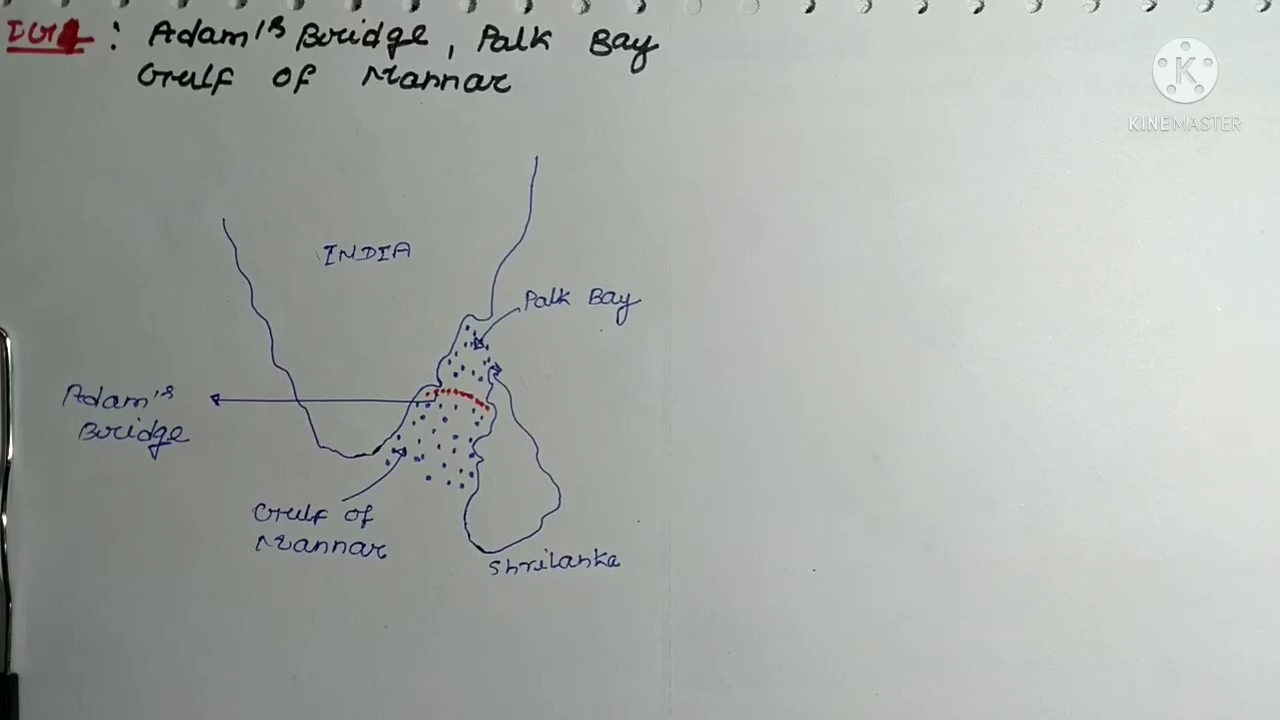 : Adam's Bridge, Palk Bay
Gulf of Mannar
K
KINEMASTER
INDIA
Palk Bay
Adam's
Bridge
Gulf of
Mannar
Shrilanka